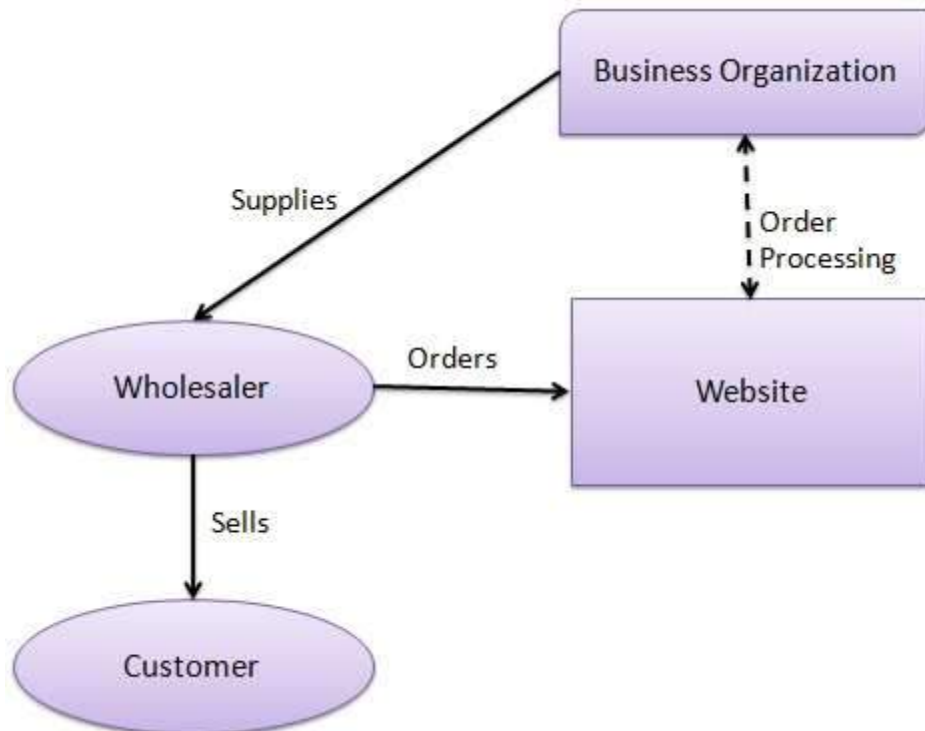 Business Organization
Supplies
Order
Processing
Orders
Wholesaler
Website
Sells
Customer